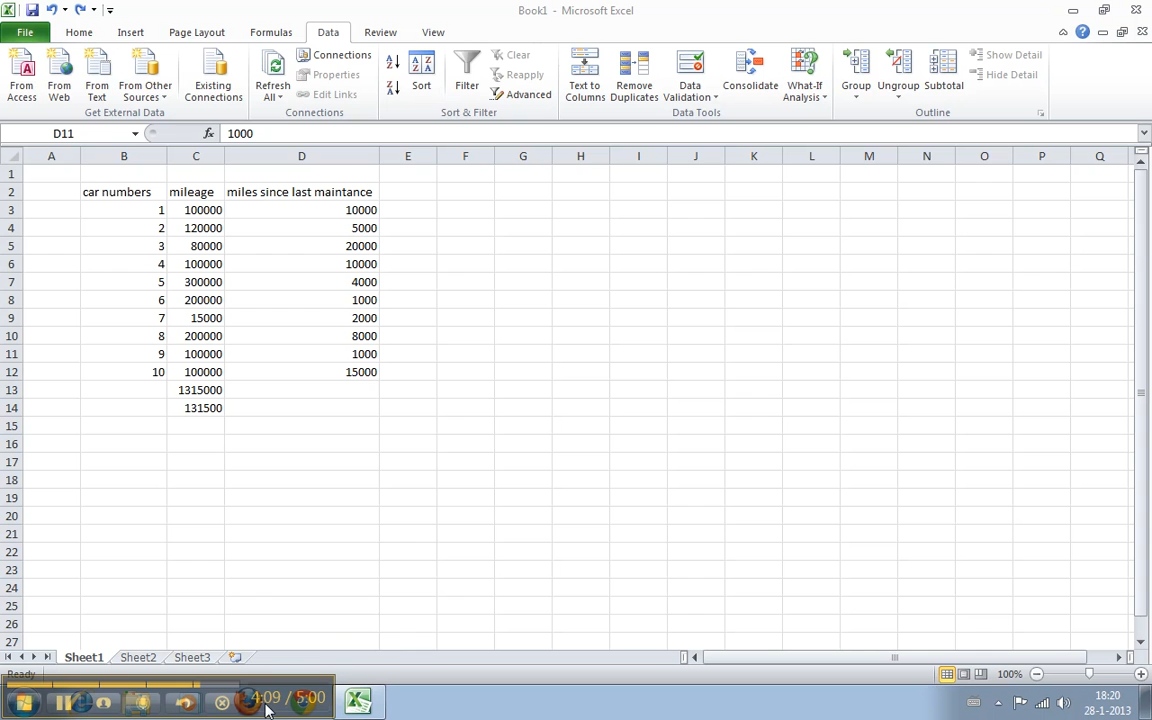 Book1 - Microsoft Excel
File Home Insert Page Layout Formulas Data Review View
From Access
From Web
From Text
From Other Sources
Existing Connections
Get External Data
Refresh All
Connections
Properties
Edit Links
Connections
Sort
Filter
Clear
Reapply
Advanced
Sort & Filter
Text to Columns
Remove Duplicates
Data Validation
Consolidate
What-If Analysis
Data Tools
Group
Ungroup
Subtotal
Show Detail
Hide Detail
Outline
D11 fx 1000
A B C D E F G H I J K L M N O P Q
1
2 car numbers mileage miles since last maintance
3 1 100000 10000
4 2 120000 5000
5 3 80000 20000
6 4 100000 10000
7 5 300000 4000
8 6 200000 1000
9 7 15000 2000
10 8 200000 8000
11 9 100000 1000
12 10 100000 15000
13 1315000
14 131500
15
16
17
18
19
20
21
22
23
24
25
26
27
Sheet1 Sheet2 Sheet3
Ready 100%
4:09 / 5:00
18:20
28-1-2013